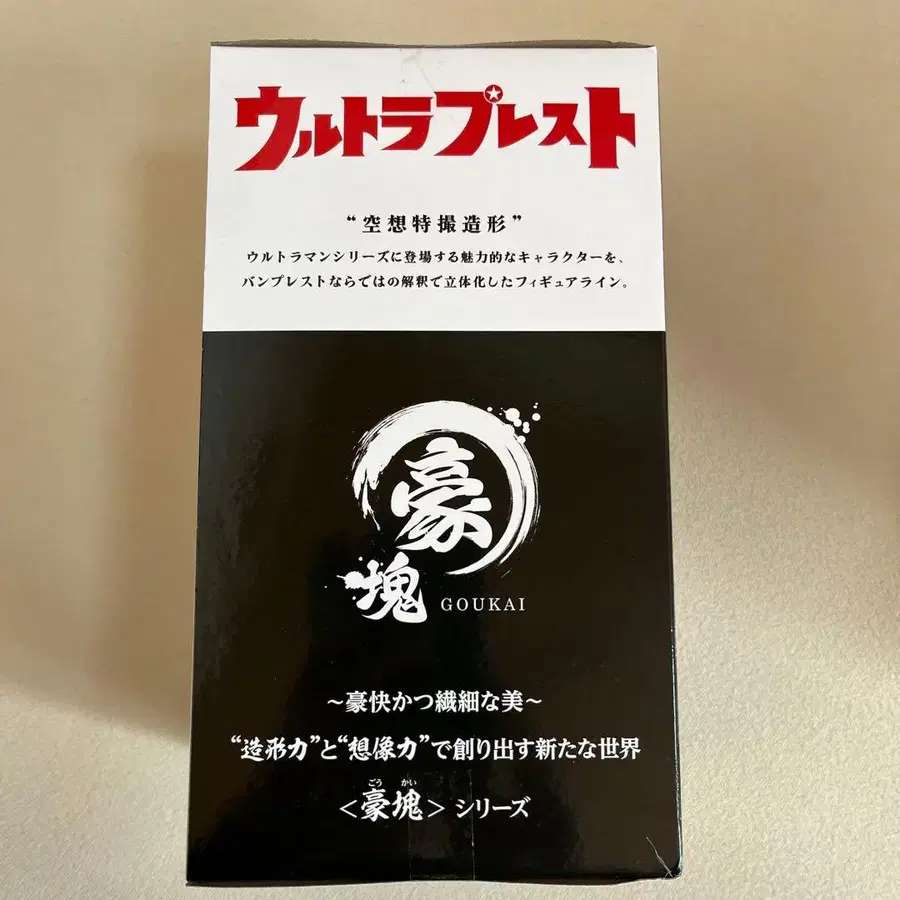 ウルトラプレスト
“空想特撮造形”
ウルトラマンシリーズに登場する魅力的なキャラクターを、
バンプレストならではの解釈で立体化したフィギュアライン。
豪
塊 GOUKAI
～豪快かつ繊細な美～
“造形力”と“想像力”で創り出す新たな世界
ごう かい
＜豪塊＞シリーズ